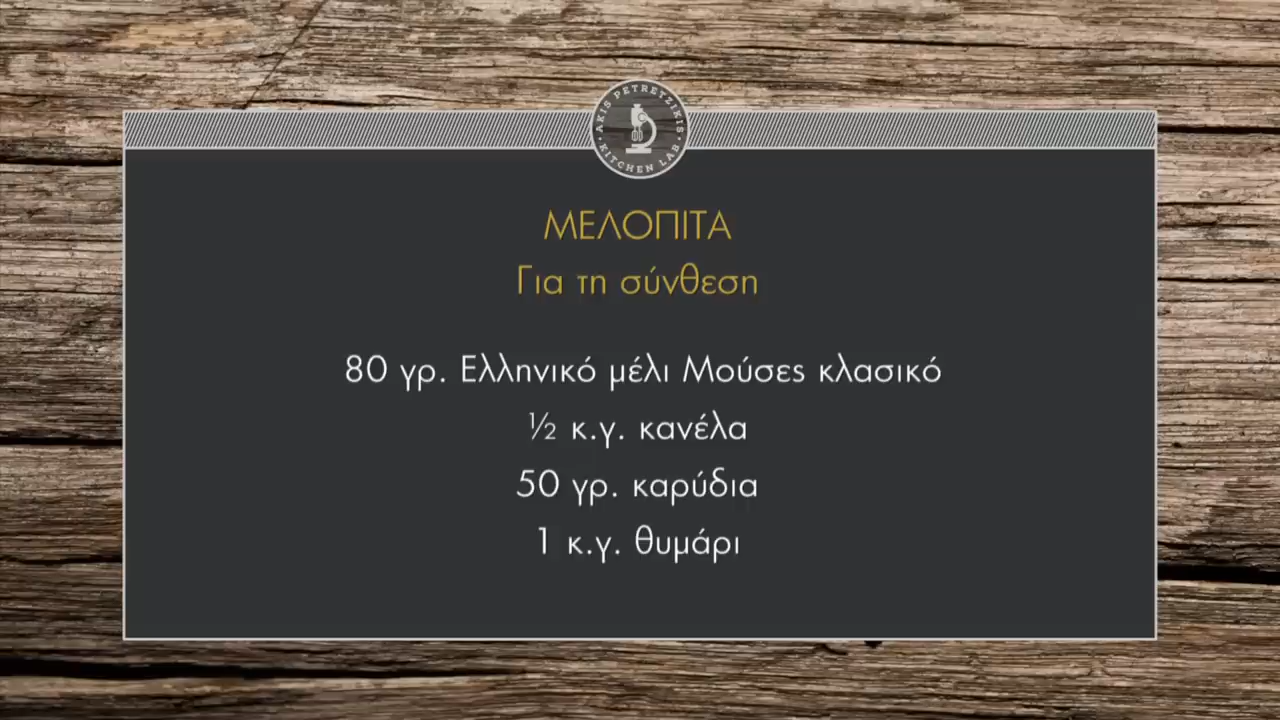 AKIS PETRETZIKIS
KITCHEN LAB
ΜΕΛΟΠΙΤΑ
Για τη σύνθεση
80 γρ. Ελληνικό μέλι Μούσες κλασικό
½ κ.γ. κανέλα
50 γρ. καρύδια
1 κ.γ. θυμάρι